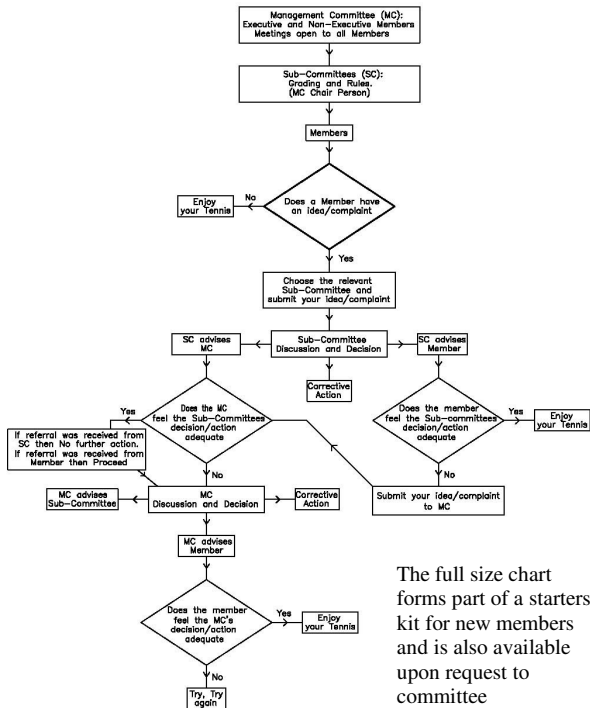 Management Committee (MC):
Executive and Non-Executive Members
Meetings open to all Members
Sub-Committees (SC):
Grading and Rules.
(MC Chair Person)
Members
Does a Member have
an idea/complaint
No
Enjoy
your Tennis
Yes
Choose the relevant
Sub-Committee and
submit your idea/complaint
SC advises
MC
Sub-Committee
Discussion and Decision
SC advises
Member
Corrective
Action
Does the MC
feel the Sub-Committees
decision/action
adequate
Does the member
feel the Sub-committees
decision/action
adequate
Yes
Enjoy
your Tennis
Yes
If referral was received from
SC then No further action.
If referral was received from
Member then Proceed
No
No
MC advises
Sub-Committee
MC
Discussion and Decision
Corrective
Action
Submit your idea/complaint
to MC
MC advises
Member
Does the member
feel the MC's
decision/action
adequate
Yes
Enjoy
your Tennis
No
Try, Try
again
The full size chart
forms part of a starters
kit for new members
and is also available
upon request to
committee